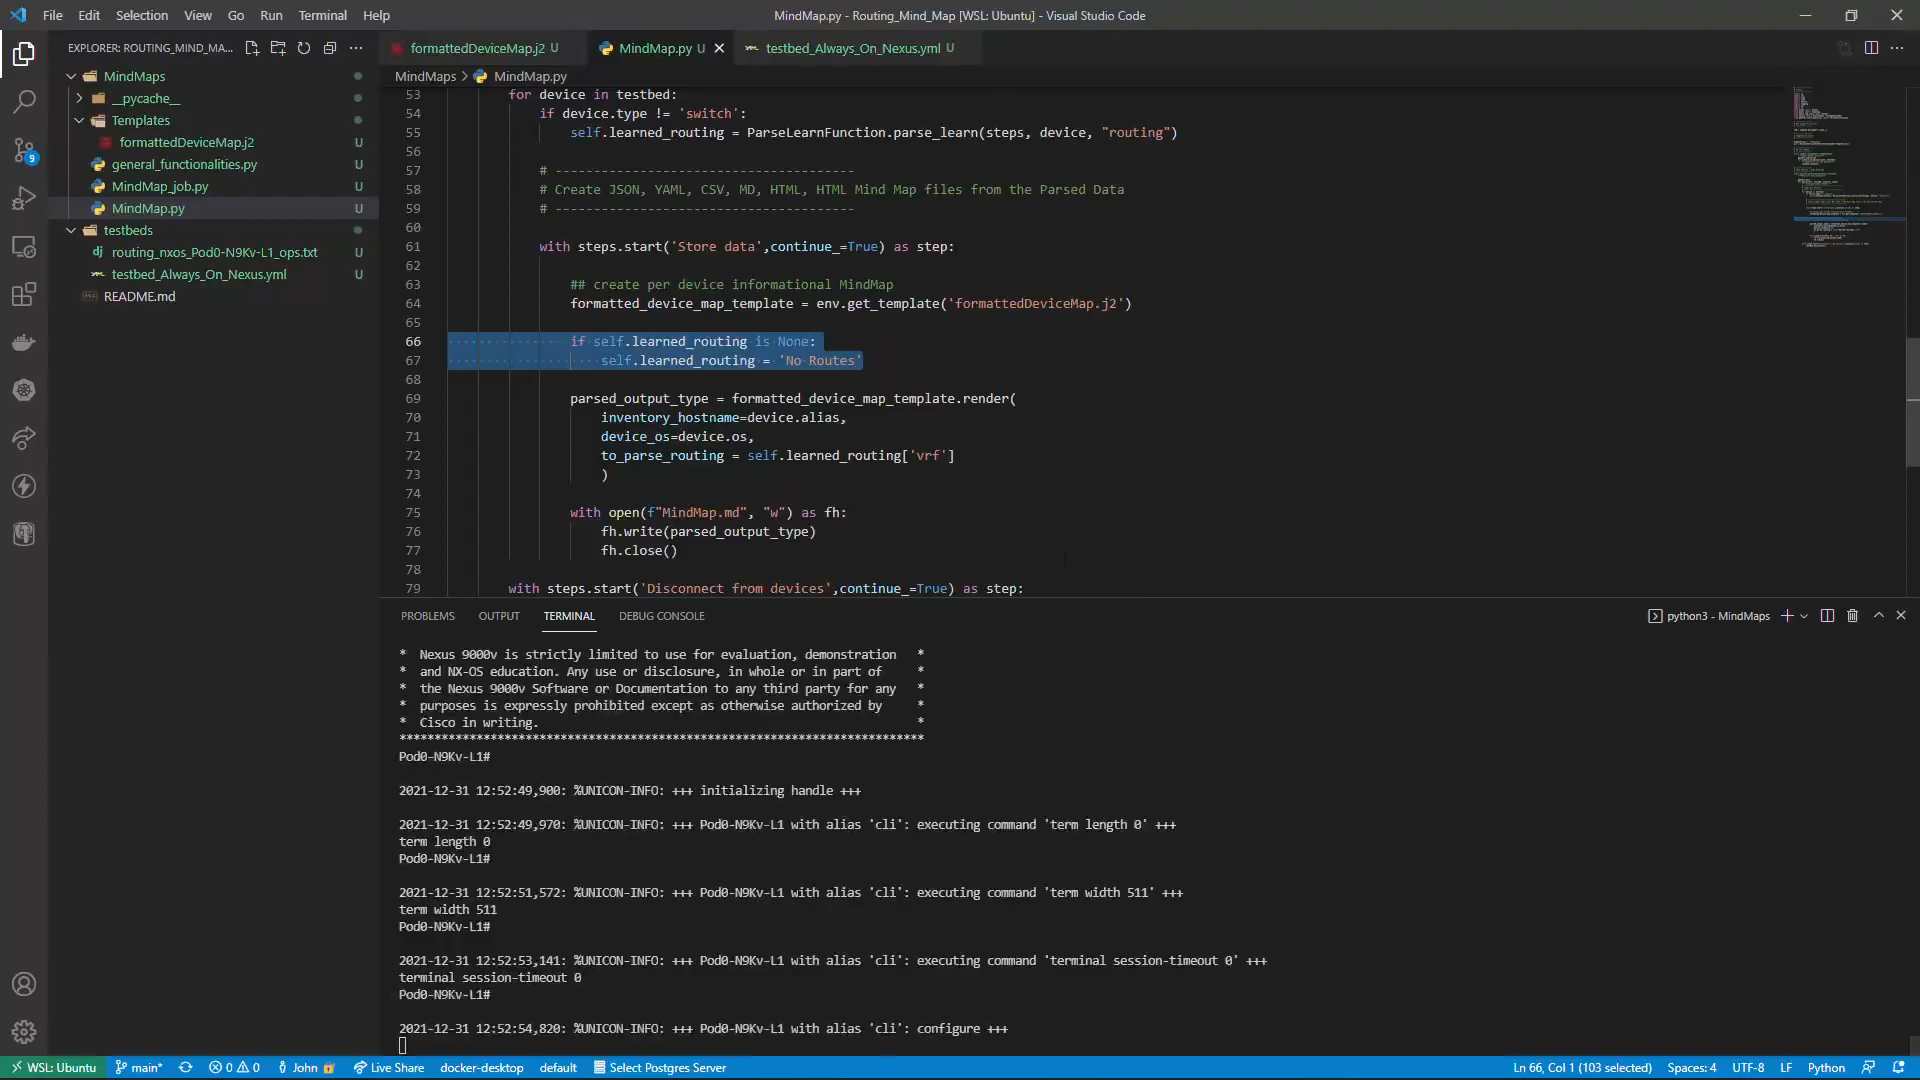 File Edit Selection View Go Run Terminal Help
MindMap.py - Routing_Mind_Map [WSL: Ubuntu] - Visual Studio Code
EXPLORER: ROUTING_MIND_MA...
MindMaps
__pycache__
Templates
formattedDeviceMap.j2 U
general_functionalities.py U
MindMap_job.py U
MindMap.py U
testbeds
routing_nxos_Pod0-N9Kv-L1_ops.txt U
testbed_Always_On_Nexus.yml U
README.md
9
formattedDeviceMap.j2 U
MindMap.py U
testbed_Always_On_Nexus.yml U
MindMaps > MindMap.py
53 for device in testbed:
54 if device.type != 'switch':
55 self.learned_routing = ParseLearnFunction.parse_learn(steps, device, "routing")
56
57 # ---------------------------------------
58 # Create JSON, YAML, CSV, MD, HTML, HTML Mind Map files from the Parsed Data
59 # ---------------------------------------
60
61 with steps.start('Store data',continue_=True) as step:
62
63 ## create per device informational MindMap
64 formatted_device_map_template = env.get_template('formattedDeviceMap.j2')
65
66 if self.learned_routing is None:
67 self.learned_routing = 'No Routes'
68
69 parsed_output_type = formatted_device_map_template.render(
70 inventory_hostname=device.alias,
71 device_os=device.os,
72 to_parse_routing = self.learned_routing['vrf']
73 )
74
75 with open(f"MindMap.md", "w") as fh:
76 fh.write(parsed_output_type)
77 fh.close()
78
79 with steps.start('Disconnect from devices',continue_=True) as step:
PROBLEMS OUTPUT TERMINAL DEBUG CONSOLE
python3 - MindMaps
* Nexus 9000v is strictly limited to use for evaluation, demonstration *
* and NX-OS education. Any use or disclosure, in whole or in part of *
* the Nexus 9000v Software or Documentation to any third party for any *
* purposes is expressly prohibited except as otherwise authorized by *
* Cisco in writing. *
***************************************************************************
Pod0-N9Kv-L1#
2021-12-31 12:52:49,900: %UNICON-INFO: +++ initializing handle +++
2021-12-31 12:52:49,970: %UNICON-INFO: +++ Pod0-N9Kv-L1 with alias 'cli': executing command 'term length 0' +++
term length 0
Pod0-N9Kv-L1#
2021-12-31 12:52:51,572: %UNICON-INFO: +++ Pod0-N9Kv-L1 with alias 'cli': executing command 'term width 511' +++
term width 511
Pod0-N9Kv-L1#
2021-12-31 12:52:53,141: %UNICON-INFO: +++ Pod0-N9Kv-L1 with alias 'cli': executing command 'terminal session-timeout 0' +++
terminal session-timeout 0
Pod0-N9Kv-L1#
2021-12-31 12:52:54,820: %UNICON-INFO: +++ Pod0-N9Kv-L1 with alias 'cli': configure +++
WSL: Ubuntu main* 0 0 John Live Share docker-desktop default Select Postgres Server Ln 66, Col 1 (103 selected) Spaces: 4 UTF-8 LF Python